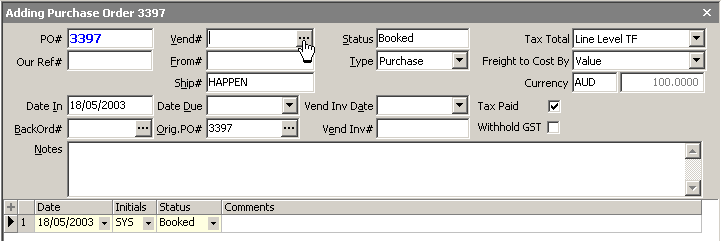 Adding Purchase Order 3397
PO# 3397 Vend# ... Status Booked Tax Total Line Level TF
Our Ref# From# Type Purchase Freight to Cost By Value
Ship# HAPPEN Currency AUD 100.0000
Date In 18/05/2003 Date Due Vend Inv Date Tax Paid
BackOrd# ... Orig.PO# 3397 ... Vend Inv# Withhold GST
Notes
Date Initials Status Comments
1 18/05/2003 SYS Booked